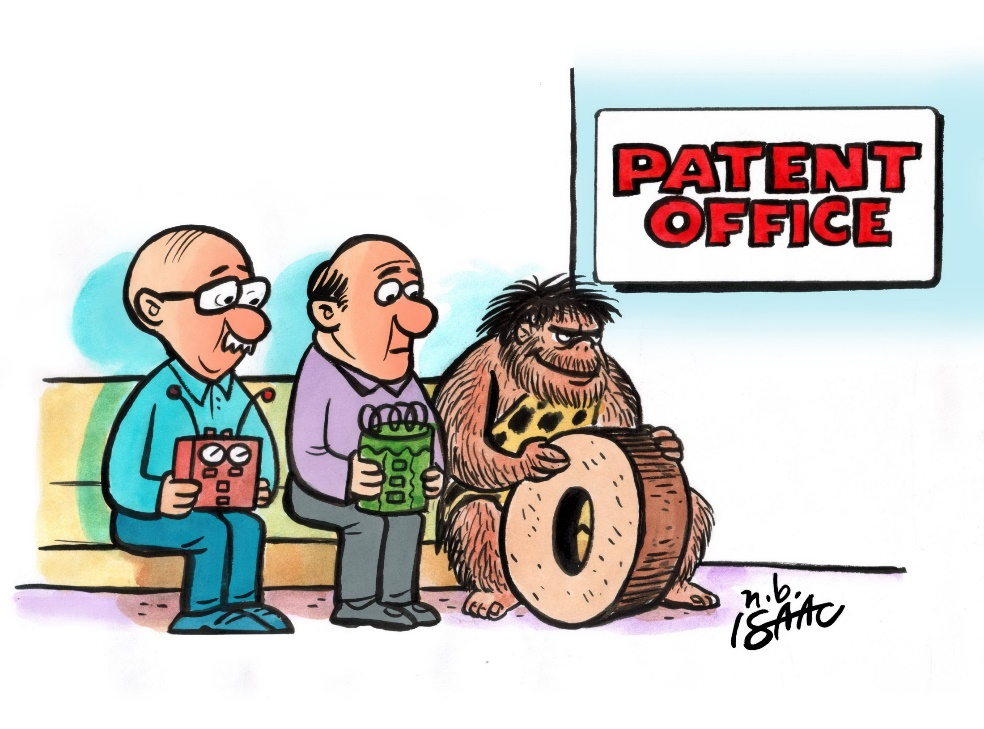 PATENT
OFFICE
n.b.
ISAAC